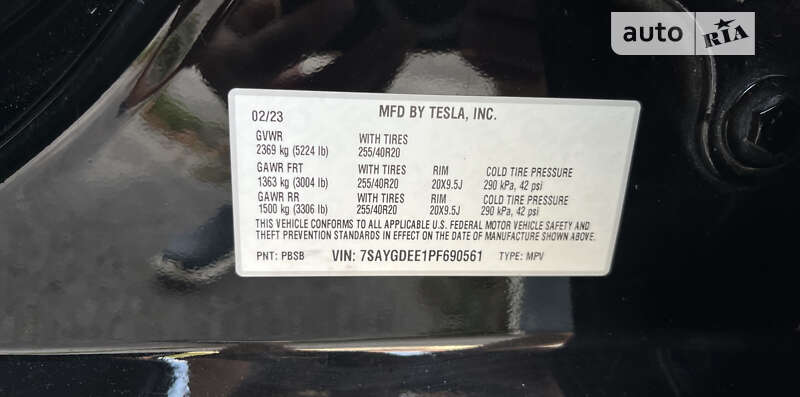 auto RIA
02/23 MFD BY TESLA, INC.
GVWR WITH TIRES
2369 kg (5224 lb) 255/40R20
GAWR FRT WITH TIRES RIM COLD TIRE PRESSURE
1363 kg (3004 lb) 255/40R20 20X9.5J 290 kPa, 42 psi
GAWR RR WITH TIRES RIM COLD TIRE PRESSURE
1500 kg (3306 lb) 255/40R20 20X9.5J 290 kPa, 42 psi
THIS VEHICLE CONFORMS TO ALL APPLICABLE U.S. FEDERAL MOTOR VEHICLE SAFETY AND
THEFT PREVENTION STANDARDS IN EFFECT ON THE DATE OF MANUFACTURE SHOWN ABOVE.
PNT: PBSB VIN: 7SAYGDEE1PF690561 TYPE: MPV